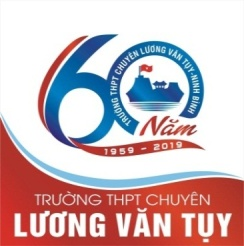 60
TRƯỜNG THPT CHUYÊN LƯƠNG VĂN TỤY-NINH BÌNH
Năm
1959 - 2019
TRƯỜNG THPT CHUYÊN
LƯƠNG VĂN TỤY